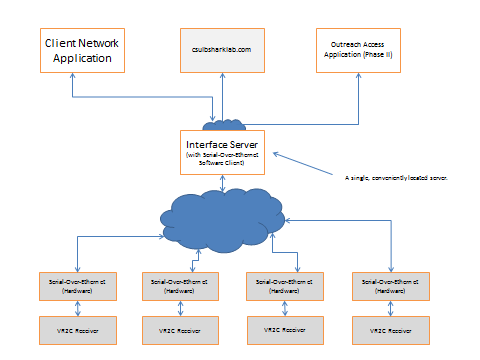 Client Network
Application
csulbsharklab.com
Outreach Access
Application (Phase II)
Interface Server
(with Serial-Over-Ethernet
Software Client)
A single, conveniently located server.
Serial-Over-Ethernet
(Hardware)
Serial-Over-Ethernet
(Hardware)
Serial-Over-Ethernet
(Hardware)
Serial-Over-Ethernet
(Hardware)
VR2C Receiver
VR2C Receiver
VR2C Receiver
VR2C Receiver